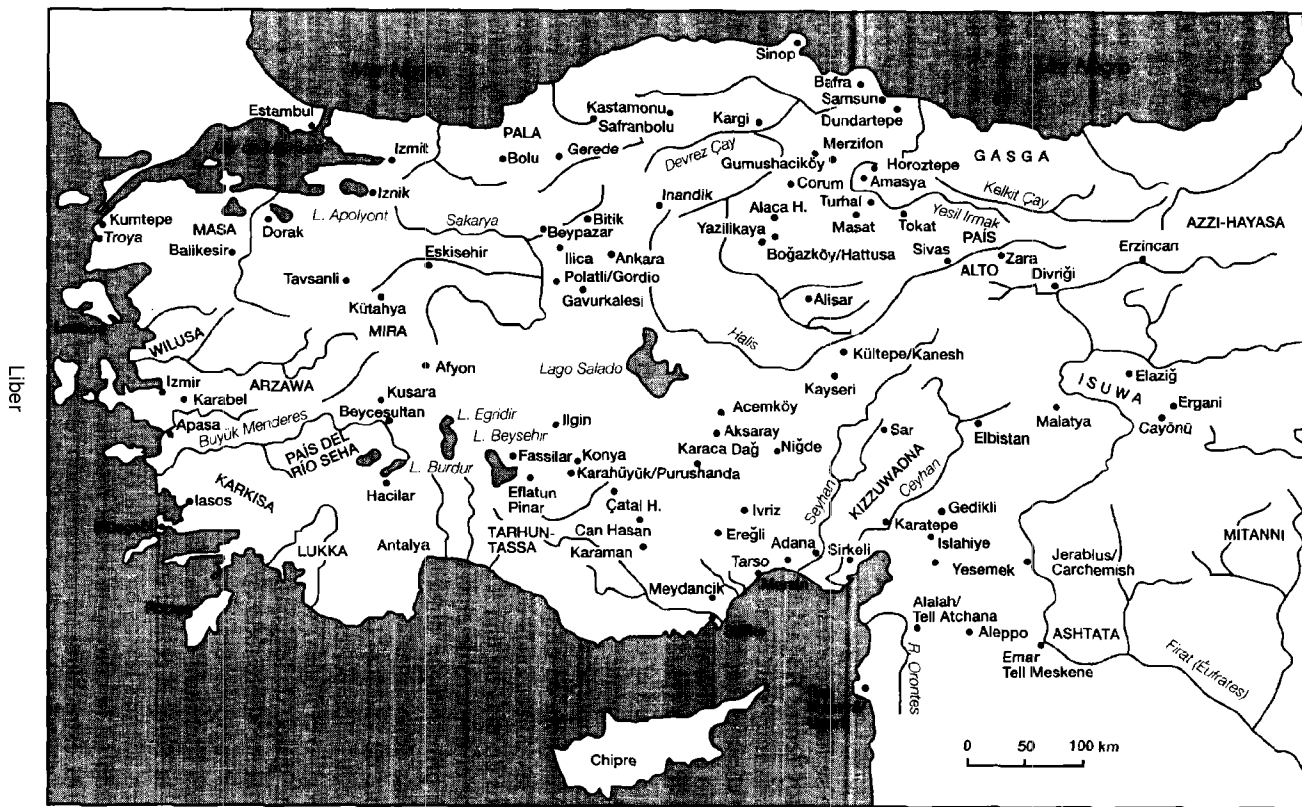 Sinop
Bafra
Samsun
Dundartepe
Estambul
Kastamonu
Safranbolu
PALA
Kargi
Merzifon
Izmit
Bolu
Gerede
Devrez Çay
Gumushaciköy
Horoztepe
GASGA
Corum
Amasya
Kelkit Çay
Iznik
L. Apolyont
Inandik
Turhal
Yesil Irmak
Kumtepe
Troya
MASA
Dorak
Sakarya
Bitik
Beypazar
Alaca H.
Yazilikaya
Masat
Tokat
PAÍS
ALTO
AZZI-HAYASA
Balikesir
Eskisehir
Ilica
Ankara
Boğazköy/Hattusa
Sivas
Zara
Erzincan
Tavsanli
Polatli/Gordio
Divriği
Gavurkalesi
Kütahya
Alişar
MIRA
WILUSA
Halis
Liber
Afyon
Lago Salado
Kültepe/Kanesh
Kayseri
ISUWA
Elaziğ
Izmir
Karabel
ARZAWA
Kusara
Beycesultan
Ergani
Cayönü
Acemköy
Malatya
Apasa
Büyük Menderes
L. Egridir
Ilgin
Aksaray
Şar
Elbistan
PAÍS DEL
RÍO SEHA
L. Beysehir
Karaca Dağ
Niğde
Fassilar
Konya
L. Burdur
Karahüyük/Purushanda
KARKISA
Hacilar
Eflatun
Pinar
Seyhan
KIZZUWADNA
Ceyhan
Iasos
Çatal H.
Ivriz
Gedikli
Karatepe
Can Hasan
Ereğli
Islahiye
MITANNI
LUKKA
Antalya
TARHUN-
TASSA
Karaman
Adana
Sirkeli
Tarso
Yesemek
Jerablus/
Carchemish
Meydancik
Mersin
Alalah/
Tell Atchana
Aleppo
ASHTATA
Emar
Tell Meskene
R. Orontes
Firat (Éufrates)
Chipre
0 50 100 km